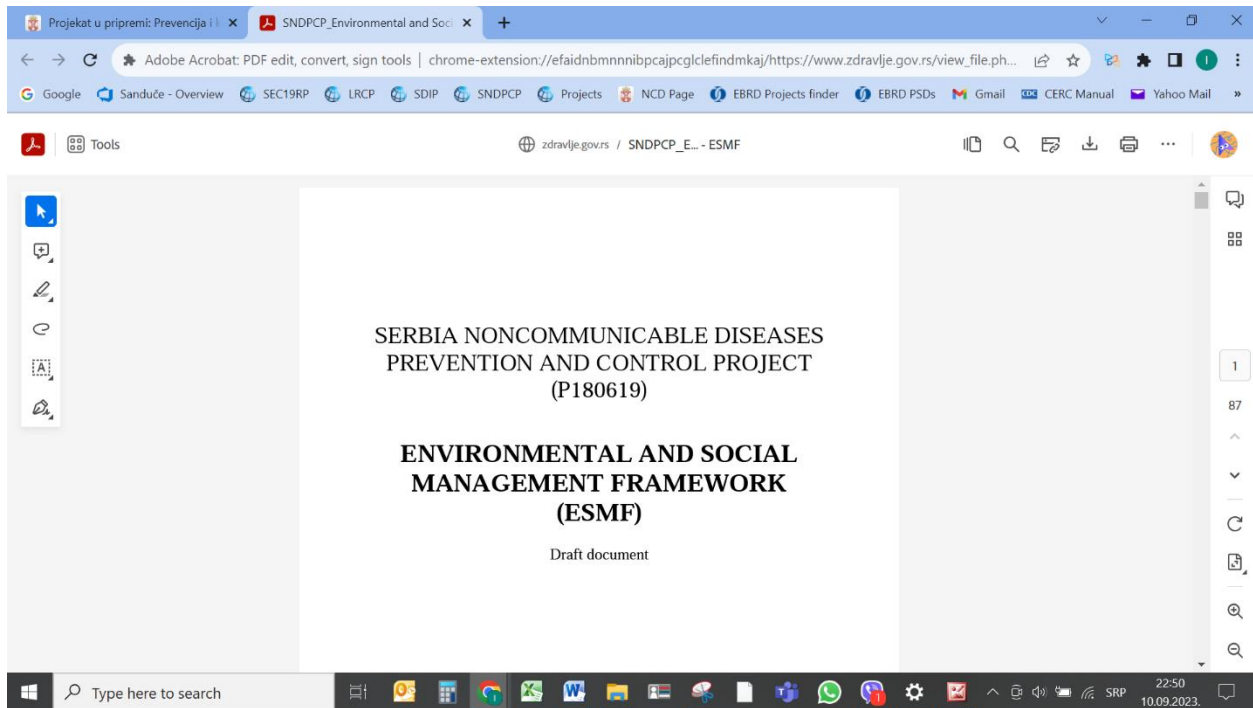 Projekat u pripremi: Prevencija i k
SNDPCP_Environmental and Soci
Adobe Acrobat: PDF edit, convert, sign tools | chrome-extension://efaidnbmnnnibpcajpcglclefindmkaj/https://www.zdravlje.gov.rs/view_file.ph...
Google Sanduče - Overview SEC19RP LRCP SDIP SNDPCP Projects NCD Page EBRD Projects finder EBRD PSDs Gmail CERC Manual Yahoo Mail »
Tools
zdravlje.gov.rs / SNDPCP_E... - ESMF
SERBIA NONCOMMUNICABLE DISEASES
PREVENTION AND CONTROL PROJECT
(P180619)
ENVIRONMENTAL AND SOCIAL
MANAGEMENT FRAMEWORK
(ESMF)
Draft document
1
87
Type here to search
SRP
22:50
10.09.2023.